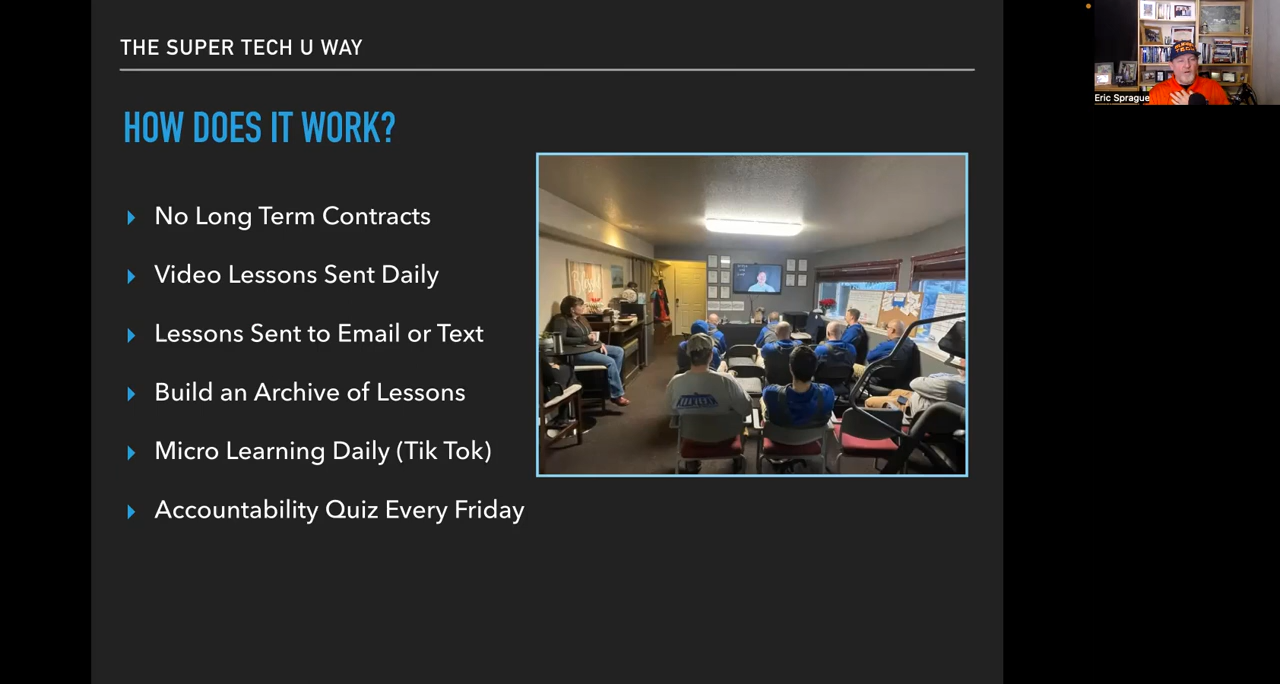 THE SUPER TECH U WAY
HOW DOES IT WORK?
No Long Term Contracts
Video Lessons Sent Daily
Lessons Sent to Email or Text
Build an Archive of Lessons
Micro Learning Daily (Tik Tok)
Accountability Quiz Every Friday
Eric Sprague